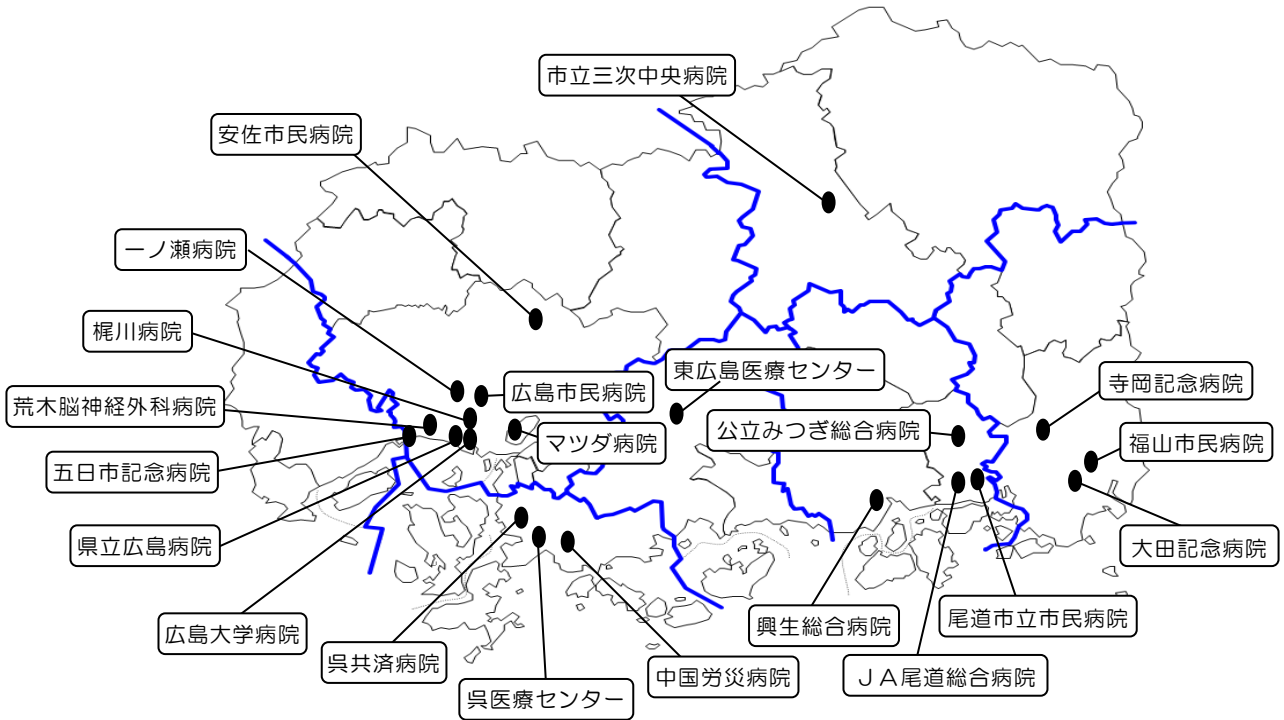 市立三次中央病院
安佐市民病院
一ノ瀬病院
梶川病院
広島市民病院
東広島医療センター
寺岡記念病院
荒木脳神経外科病院
マツダ病院
公立みつぎ総合病院
福山市民病院
五日市記念病院
県立広島病院
大田記念病院
広島大学病院
興生総合病院
尾道市立市民病院
呉共済病院
中国労災病院
ＪＡ尾道総合病院
呉医療センター